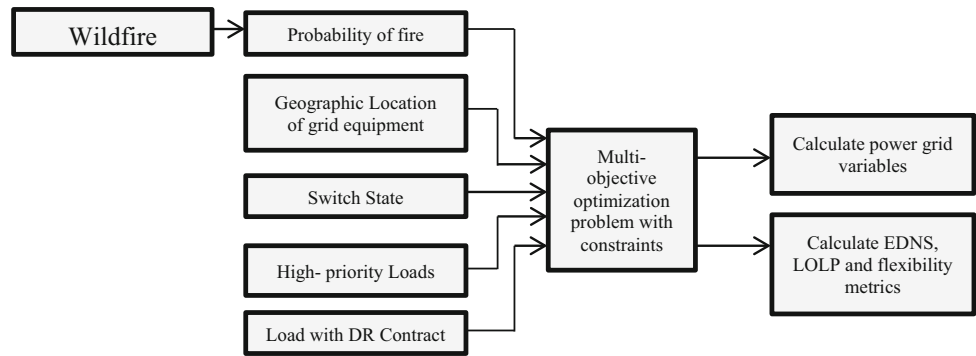 Wildfire
Probability of fire
Geographic Location
of grid equipment
Switch State
High- priority Loads
Load with DR Contract
Multi-
objective
optimization
problem with
constraints
Calculate power grid
variables
Calculate EDNS,
LOLP and flexibility
metrics